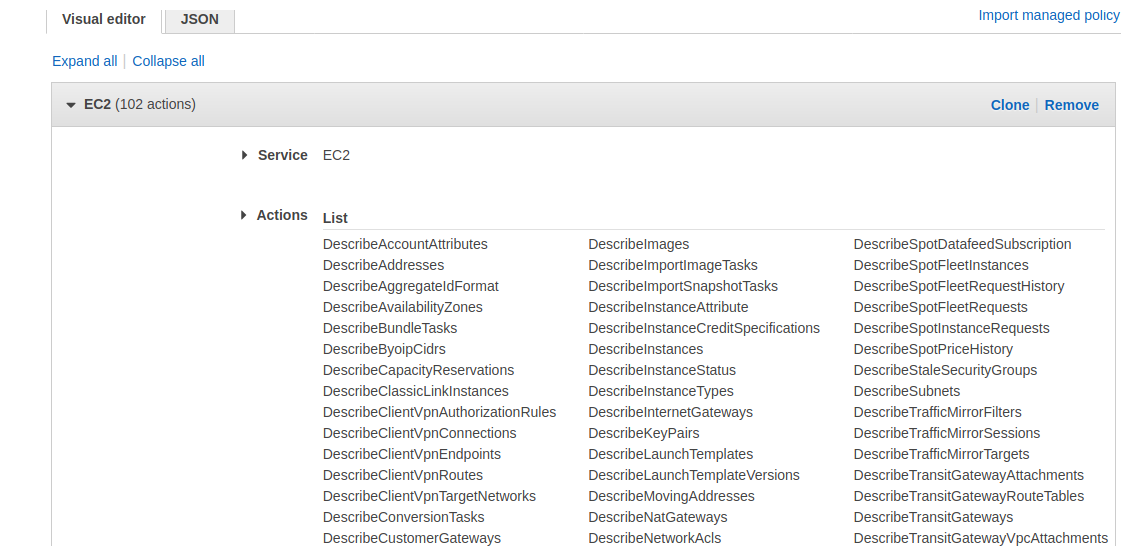 Visual editor JSON Import managed policy
Expand all | Collapse all
EC2 (102 actions) Clone | Remove
Service EC2
Actions List
DescribeAccountAttributes DescribeImages DescribeSpotDatafeedSubscription
DescribeAddresses DescribeImportImageTasks DescribeSpotFleetInstances
DescribeAggregateIdFormat DescribeImportSnapshotTasks DescribeSpotFleetRequestHistory
DescribeAvailabilityZones DescribeInstanceAttribute DescribeSpotFleetRequests
DescribeBundleTasks DescribeInstanceCreditSpecifications DescribeSpotInstanceRequests
DescribeByoipCidrs DescribeInstances DescribeSpotPriceHistory
DescribeCapacityReservations DescribeInstanceStatus DescribeStaleSecurityGroups
DescribeClassicLinkInstances DescribeInstanceTypes DescribeSubnets
DescribeClientVpnAuthorizationRules DescribeInternetGateways DescribeTrafficMirrorFilters
DescribeClientVpnConnections DescribeKeyPairs DescribeTrafficMirrorSessions
DescribeClientVpnEndpoints DescribeLaunchTemplates DescribeTrafficMirrorTargets
DescribeClientVpnRoutes DescribeLaunchTemplateVersions DescribeTransitGatewayAttachments
DescribeClientVpnTargetNetworks DescribeMovingAddresses DescribeTransitGatewayRouteTables
DescribeConversionTasks DescribeNatGateways DescribeTransitGateways
DescribeCustomerGateways DescribeNetworkAcls DescribeTransitGatewayVpcAttachments